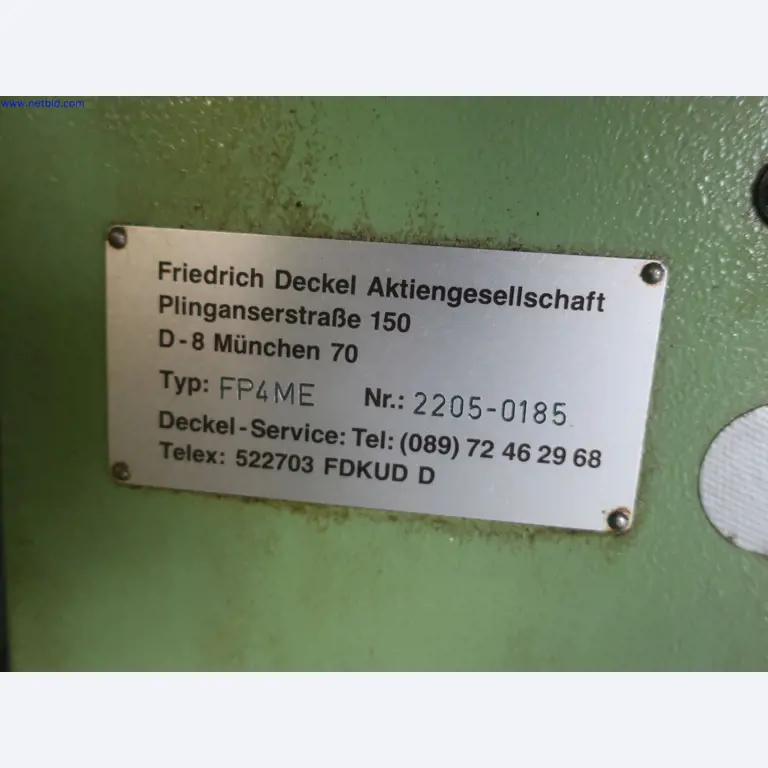 www.netbid.com
Friedrich Deckel Aktiengesellschaft
Plinganserstraße 150
D-8 München 70
Typ: FP4ME Nr.: 2205-0185
Deckel-Service: Tel: (089) 72 46 29 68
Telex: 522703 FDKUD D